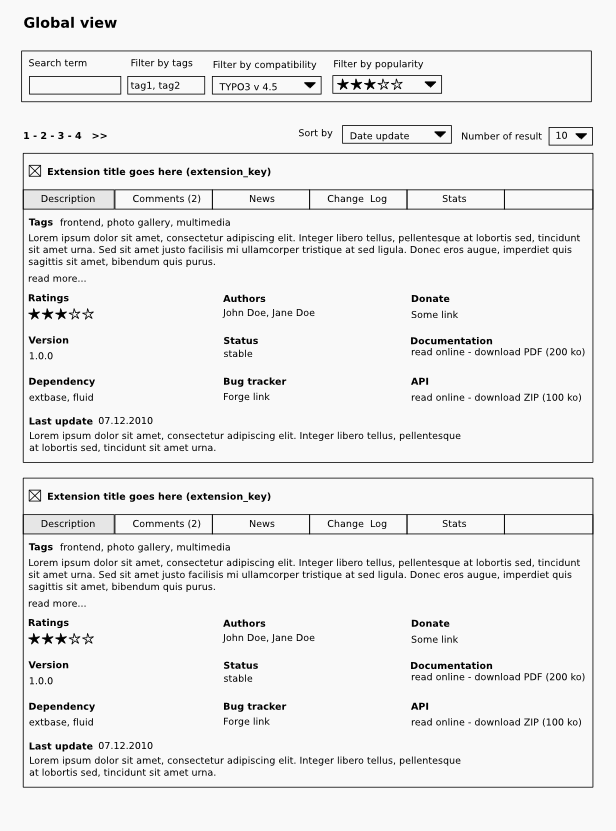 Global view
Search term Filter by tags Filter by compatibility Filter by popularity
tag1, tag2 TYPO3 v 4.5
1 - 2 - 3 - 4 >> Sort by Date update Number of result 10
Extension title goes here (extension_key)
Description Comments (2) News Change Log Stats
Tags frontend, photo gallery, multimedia
Lorem ipsum dolor sit amet, consectetur adipiscing elit. Integer libero tellus, pellentesque at lobortis sed, tincidunt
sit amet urna. Sed sit amet justo facilisis mi ullamcorper tristique at sed ligula. Donec eros augue, imperdiet quis
sagittis sit amet, bibendum quis purus.
read more...
Ratings Authors Donate
John Doe, Jane Doe Some link
Version Status Documentation
1.0.0 stable read online - download PDF (200 ko)
Dependency Bug tracker API
extbase, fluid Forge link read online - download ZIP (100 ko)
Last update 07.12.2010
Lorem ipsum dolor sit amet, consectetur adipiscing elit. Integer libero tellus, pellentesque
at lobortis sed, tincidunt sit amet urna.
Extension title goes here (extension_key)
Description Comments (2) News Change Log Stats
Tags frontend, photo gallery, multimedia
Lorem ipsum dolor sit amet, consectetur adipiscing elit. Integer libero tellus, pellentesque at lobortis sed, tincidunt
sit amet urna. Sed sit amet justo facilisis mi ullamcorper tristique at sed ligula. Donec eros augue, imperdiet quis
sagittis sit amet, bibendum quis purus.
read more...
Ratings Authors Donate
John Doe, Jane Doe Some link
Version Status Documentation
1.0.0 stable read online - download PDF (200 ko)
Dependency Bug tracker API
extbase, fluid Forge link read online - download ZIP (100 ko)
Last update 07.12.2010
Lorem ipsum dolor sit amet, consectetur adipiscing elit. Integer libero tellus, pellentesque
at lobortis sed, tincidunt sit amet urna.